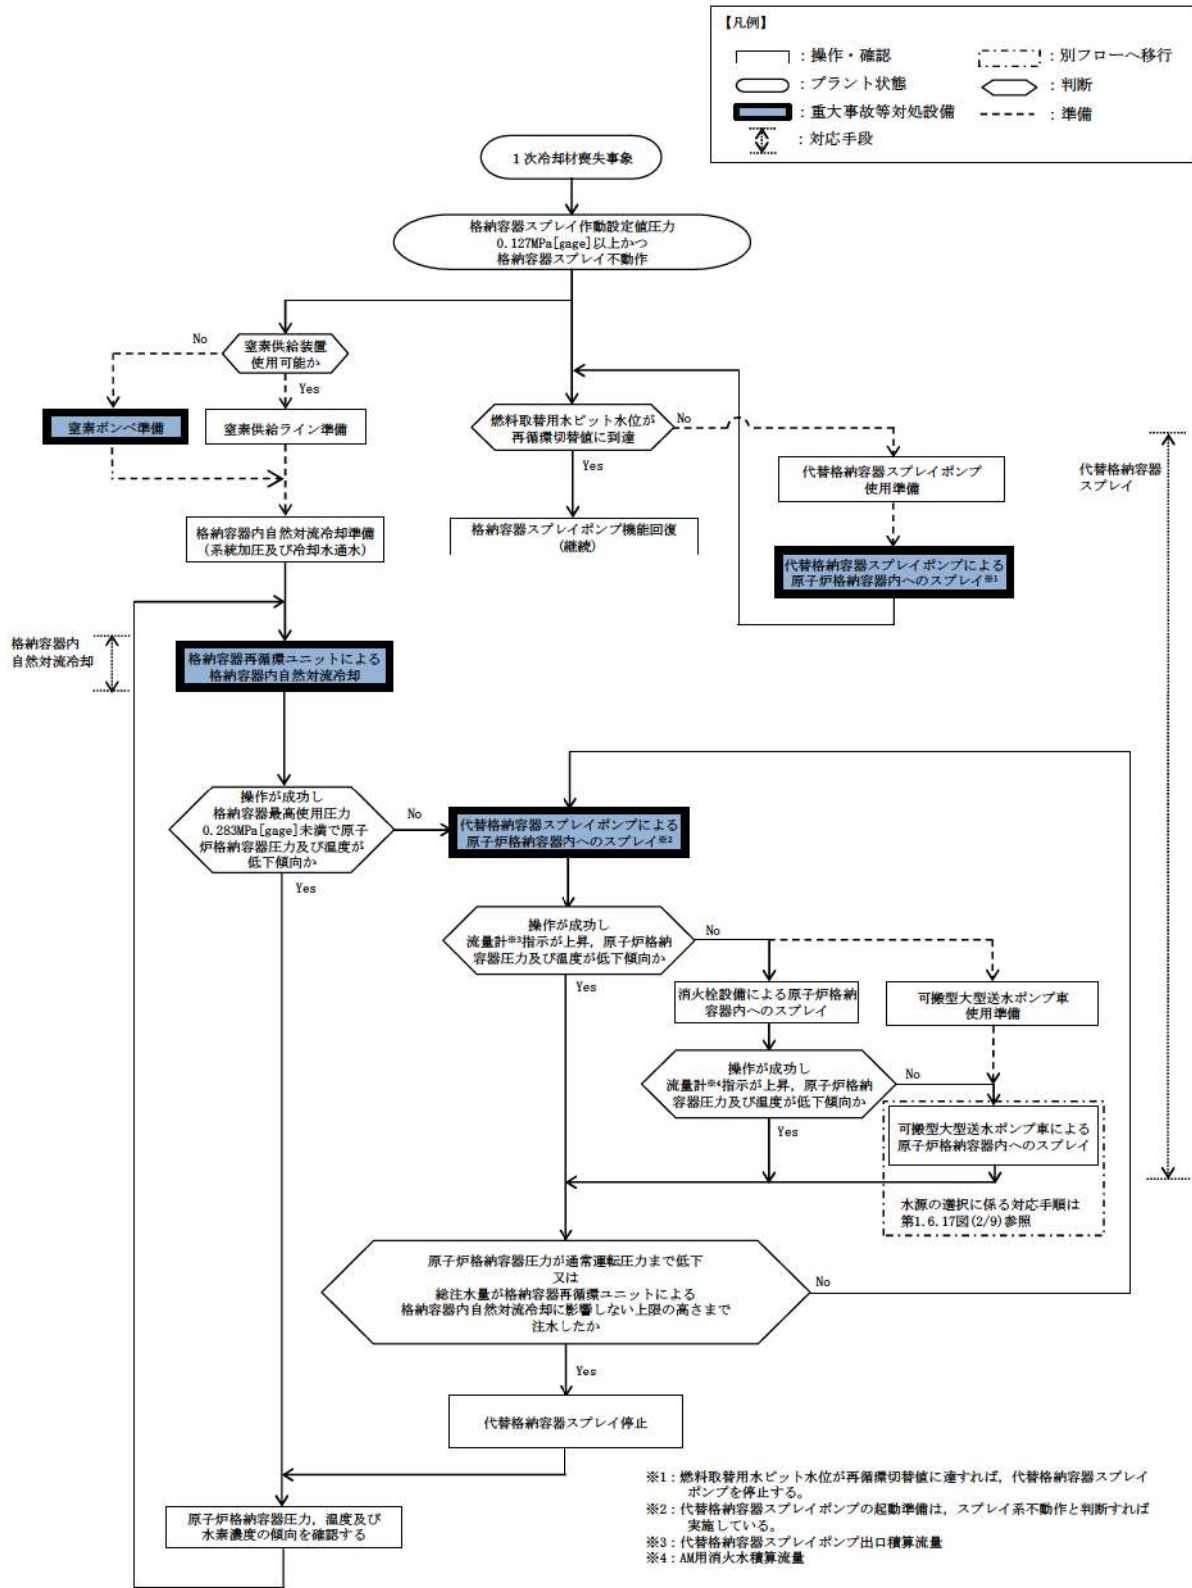 【凡例】
：操作・確認
：別フローへ移行
：プラント状態
：判断
：重大事故等対処設備
：準備
：対応手段
1次冷却材喪失事象
格納容器スプレイ作動設定値圧力
0.127MPa[gage]以上かつ
格納容器スプレイ不動作
No
窒素供給装置
使用可能か
Yes
窒素ボンベ準備
窒素供給ライン準備
燃料取替用水ピット水位が
再循環切替値に到達
No
Yes
代替格納容器スプレイポンプ
使用準備
代替格納容器
スプレイ
格納容器内自然対流冷却準備
（系統加圧及び冷却水通水）
格納容器スプレイポンプ機能回復
(継続)
代替格納容器スプレイポンプによる
原子炉格納容器内へのスプレイ※1
格納容器内
自然対流冷却
格納容器再循環ユニットによる
格納容器内自然対流冷却
操作が成功し
格納容器最高使用圧力
0.283MPa[gage]未満で原子
炉格納容器圧力及び温度が
低下傾向か
No
Yes
代替格納容器スプレイポンプによる
原子炉格納容器内へのスプレイ※2
操作が成功し
流量計※3指示が上昇，原子炉格納
容器圧力及び温度が低下傾向か
No
Yes
消火栓設備による原子炉格納
容器内へのスプレイ
可搬型大型送水ポンプ車
使用準備
操作が成功し
流量計※4指示が上昇，原子炉格納
容器圧力及び温度が低下傾向か
No
Yes
可搬型大型送水ポンプ車による
原子炉格納容器内へのスプレイ
水源の選択に係る対応手順は
第1.6.17図(2/9)参照
原子炉格納容器圧力が通常運転圧力まで低下
又は
総注水量が格納容器再循環ユニットによる
格納容器内自然対流冷却に影響しない上限の高さまで
注水したか
No
Yes
代替格納容器スプレイ停止
原子炉格納容器圧力，温度及び
水素濃度の傾向を確認する
※1：燃料取替用水ピット水位が再循環切替値に達すれば，代替格納容器スプレイ
ポンプを停止する。
※2：代替格納容器スプレイポンプの起動準備は，スプレイ系不動作と判断すれば
実施している。
※3：代替格納容器スプレイポンプ出口積算流量
※4：AM用消火水積算流量